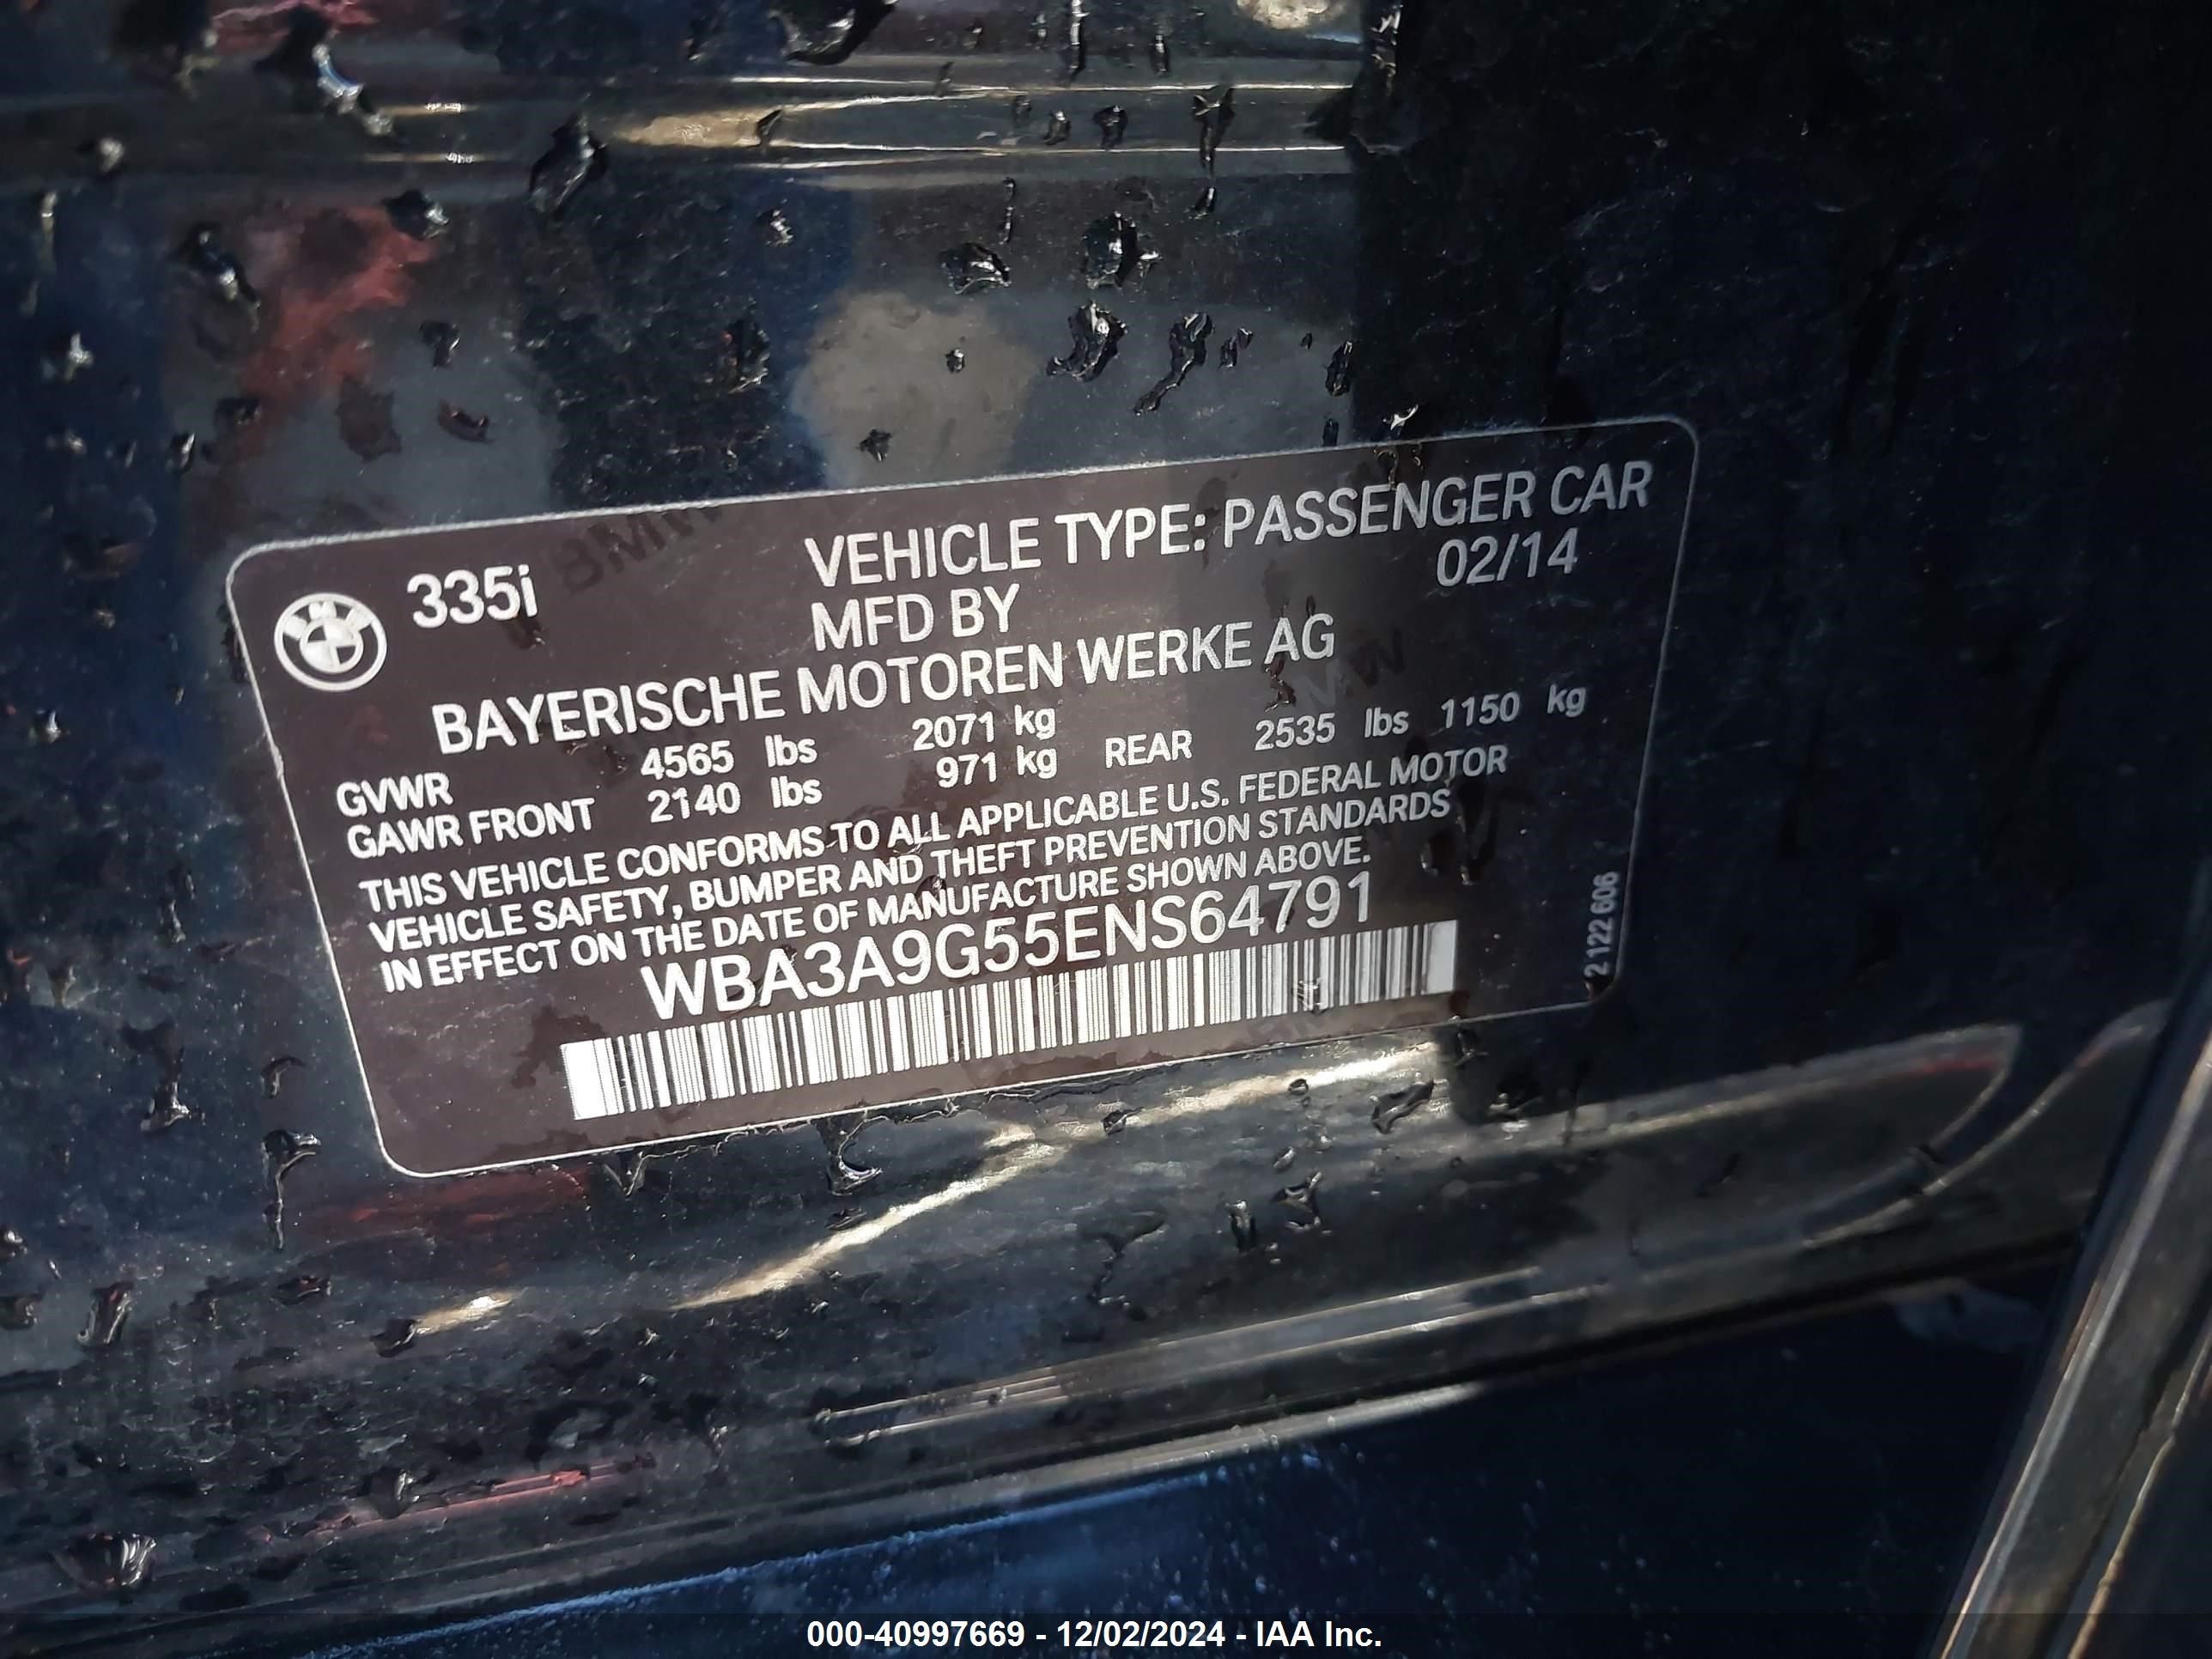 335i
VEHICLE TYPE: PASSENGER CAR
MFD BY 02/14
BAYERISCHE MOTOREN WERKE AG
GVWR 4565 lbs 2071 kg
GAWR FRONT 2140 lbs 971 kg REAR 2535 lbs 1150 kg
THIS VEHICLE CONFORMS TO ALL APPLICABLE U.S. FEDERAL MOTOR
VEHICLE SAFETY, BUMPER AND THEFT PREVENTION STANDARDS
IN EFFECT ON THE DATE OF MANUFACTURE SHOWN ABOVE.
WBA3A9G55ENS64791
2 122 606
000-40997669 - 12/02/2024 - IAA Inc.